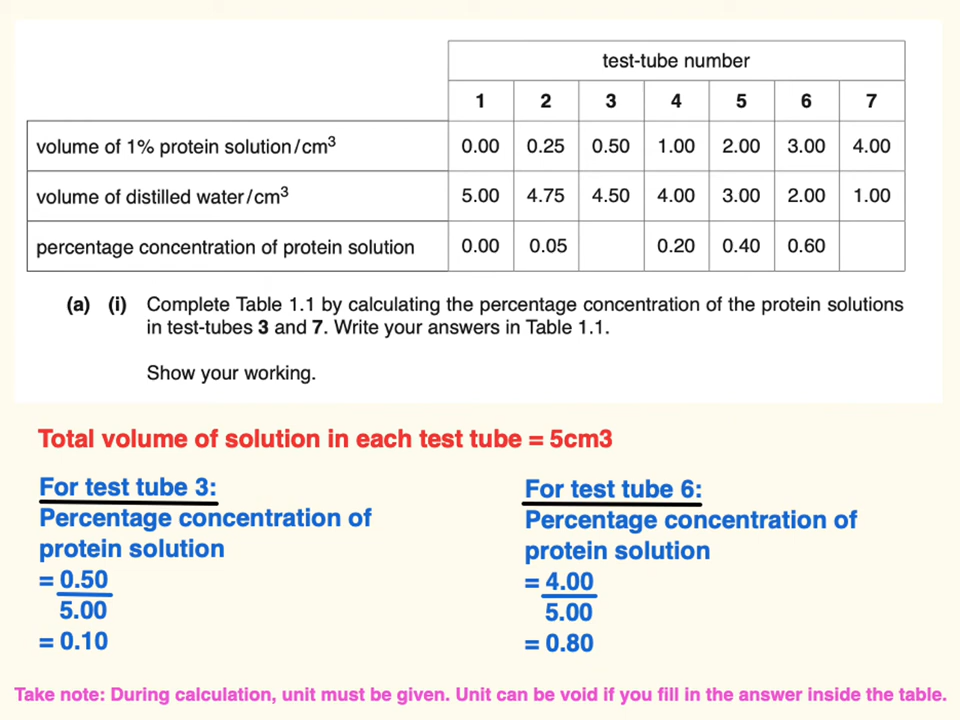 test-tube number
1 2 3 4 5 6 7
volume of 1% protein solution/cm³ 0.00 0.25 0.50 1.00 2.00 3.00 4.00
volume of distilled water/cm³ 5.00 4.75 4.50 4.00 3.00 2.00 1.00
percentage concentration of protein solution 0.00 0.05 0.20 0.40 0.60
(a) (i) Complete Table 1.1 by calculating the percentage concentration of the protein solutions
in test-tubes 3 and 7. Write your answers in Table 1.1.
Show your working.
Total volume of solution in each test tube = 5cm3
For test tube 3:
Percentage concentration of
protein solution
= 0.50
5.00
= 0.10
For test tube 6:
Percentage concentration of
protein solution
= 4.00
5.00
= 0.80
Take note: During calculation, unit must be given. Unit can be void if you fill in the answer inside the table.